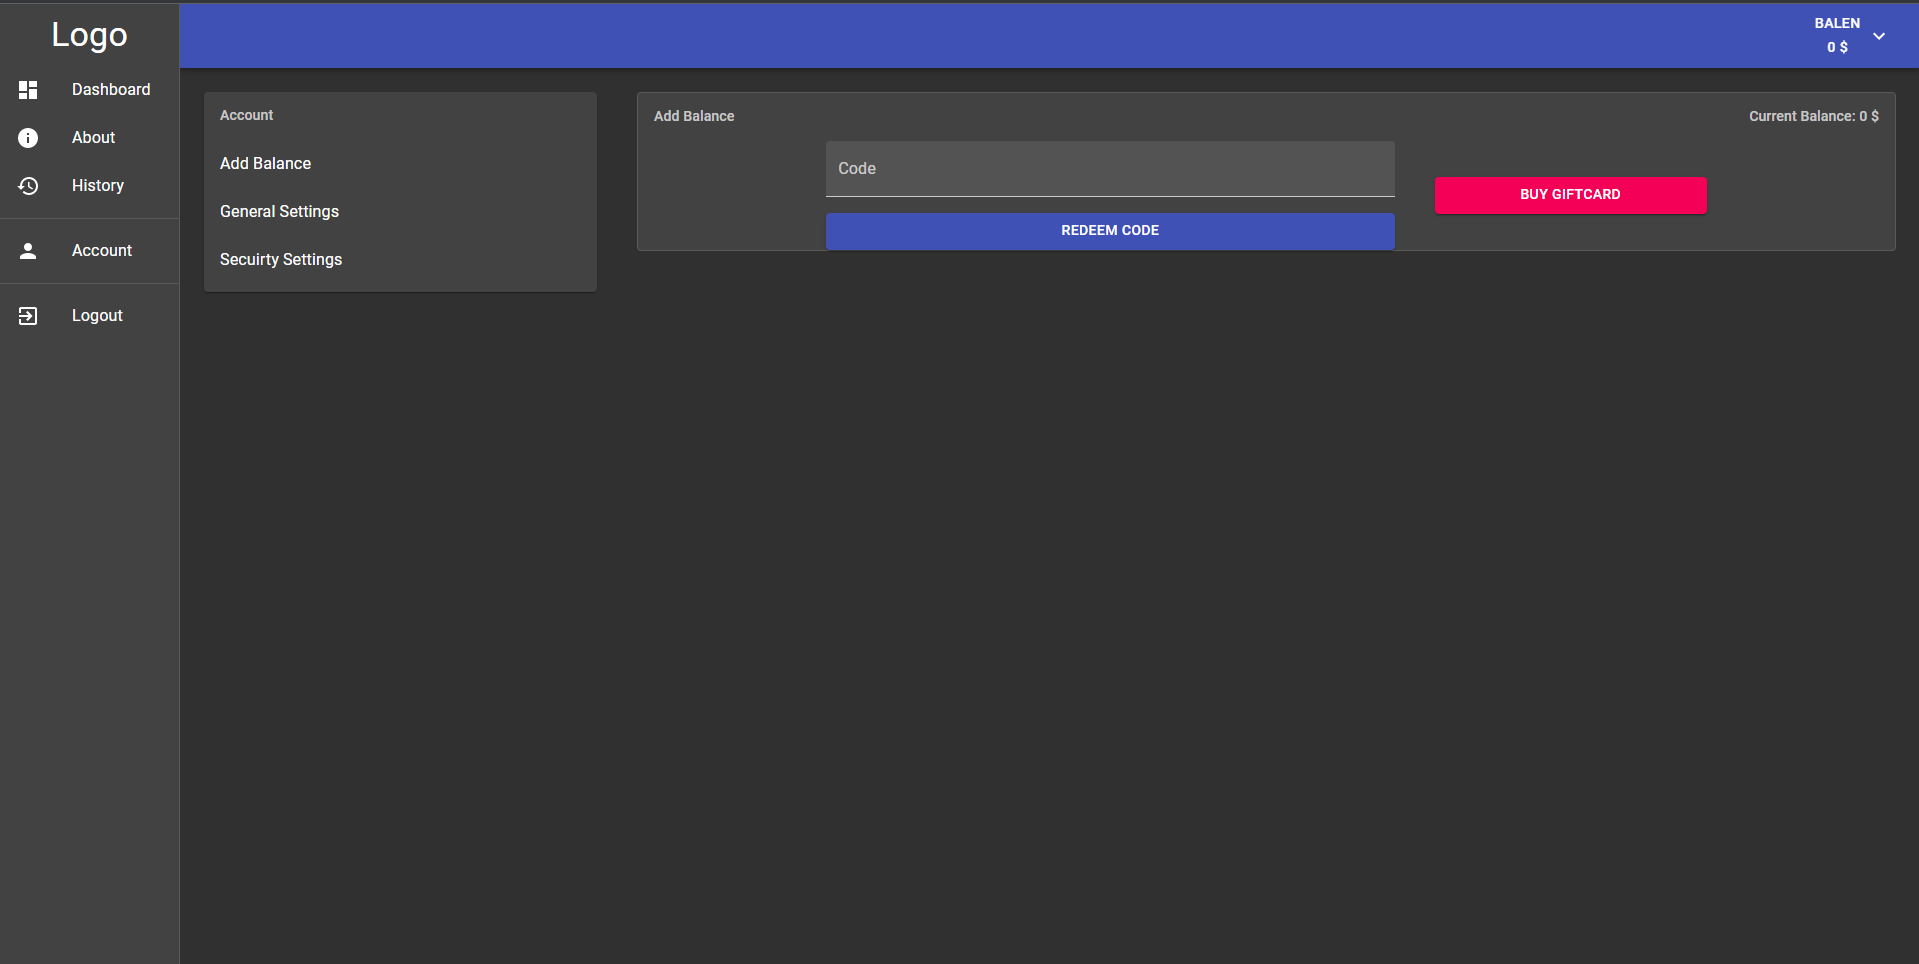 Logo
Dashboard
About
History
Account
Logout
BALEN
0 $
Account
Add Balance
General Settings
Secuirty Settings
Add Balance
Current Balance: 0 $
Code
REDEEM CODE
BUY GIFTCARD